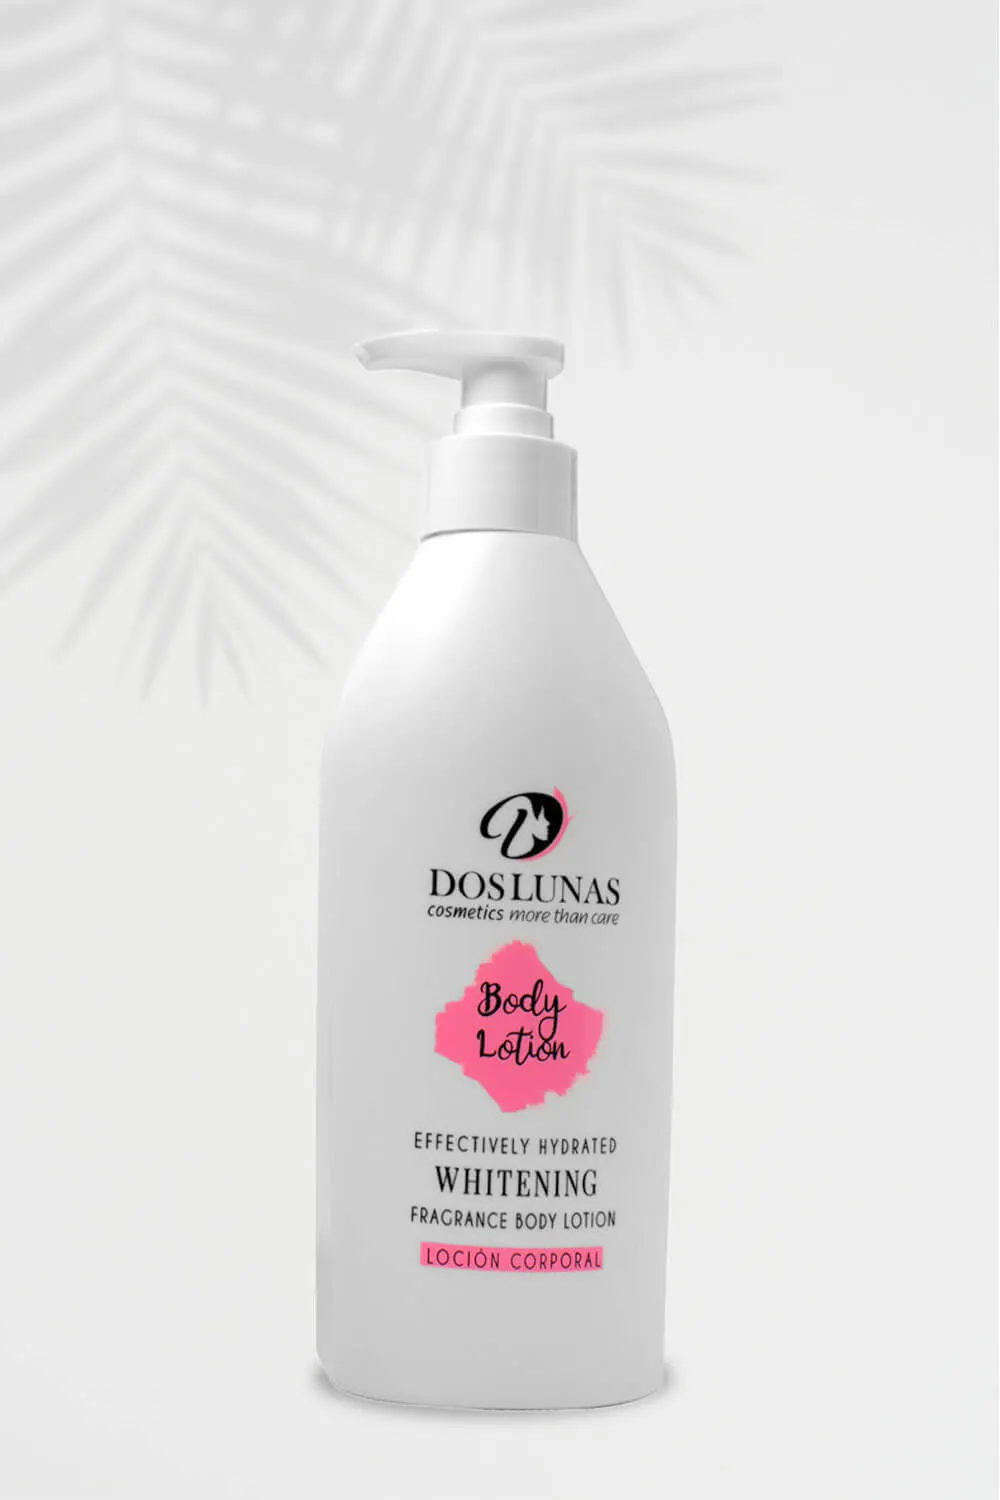 D
DOSLUNAS
cosmetics more than care
Body
Lotion
EFFECTIVELY HYDRATED
WHITENING
FRAGRANCE BODY LOTION
LOCIÓN CORPORAL